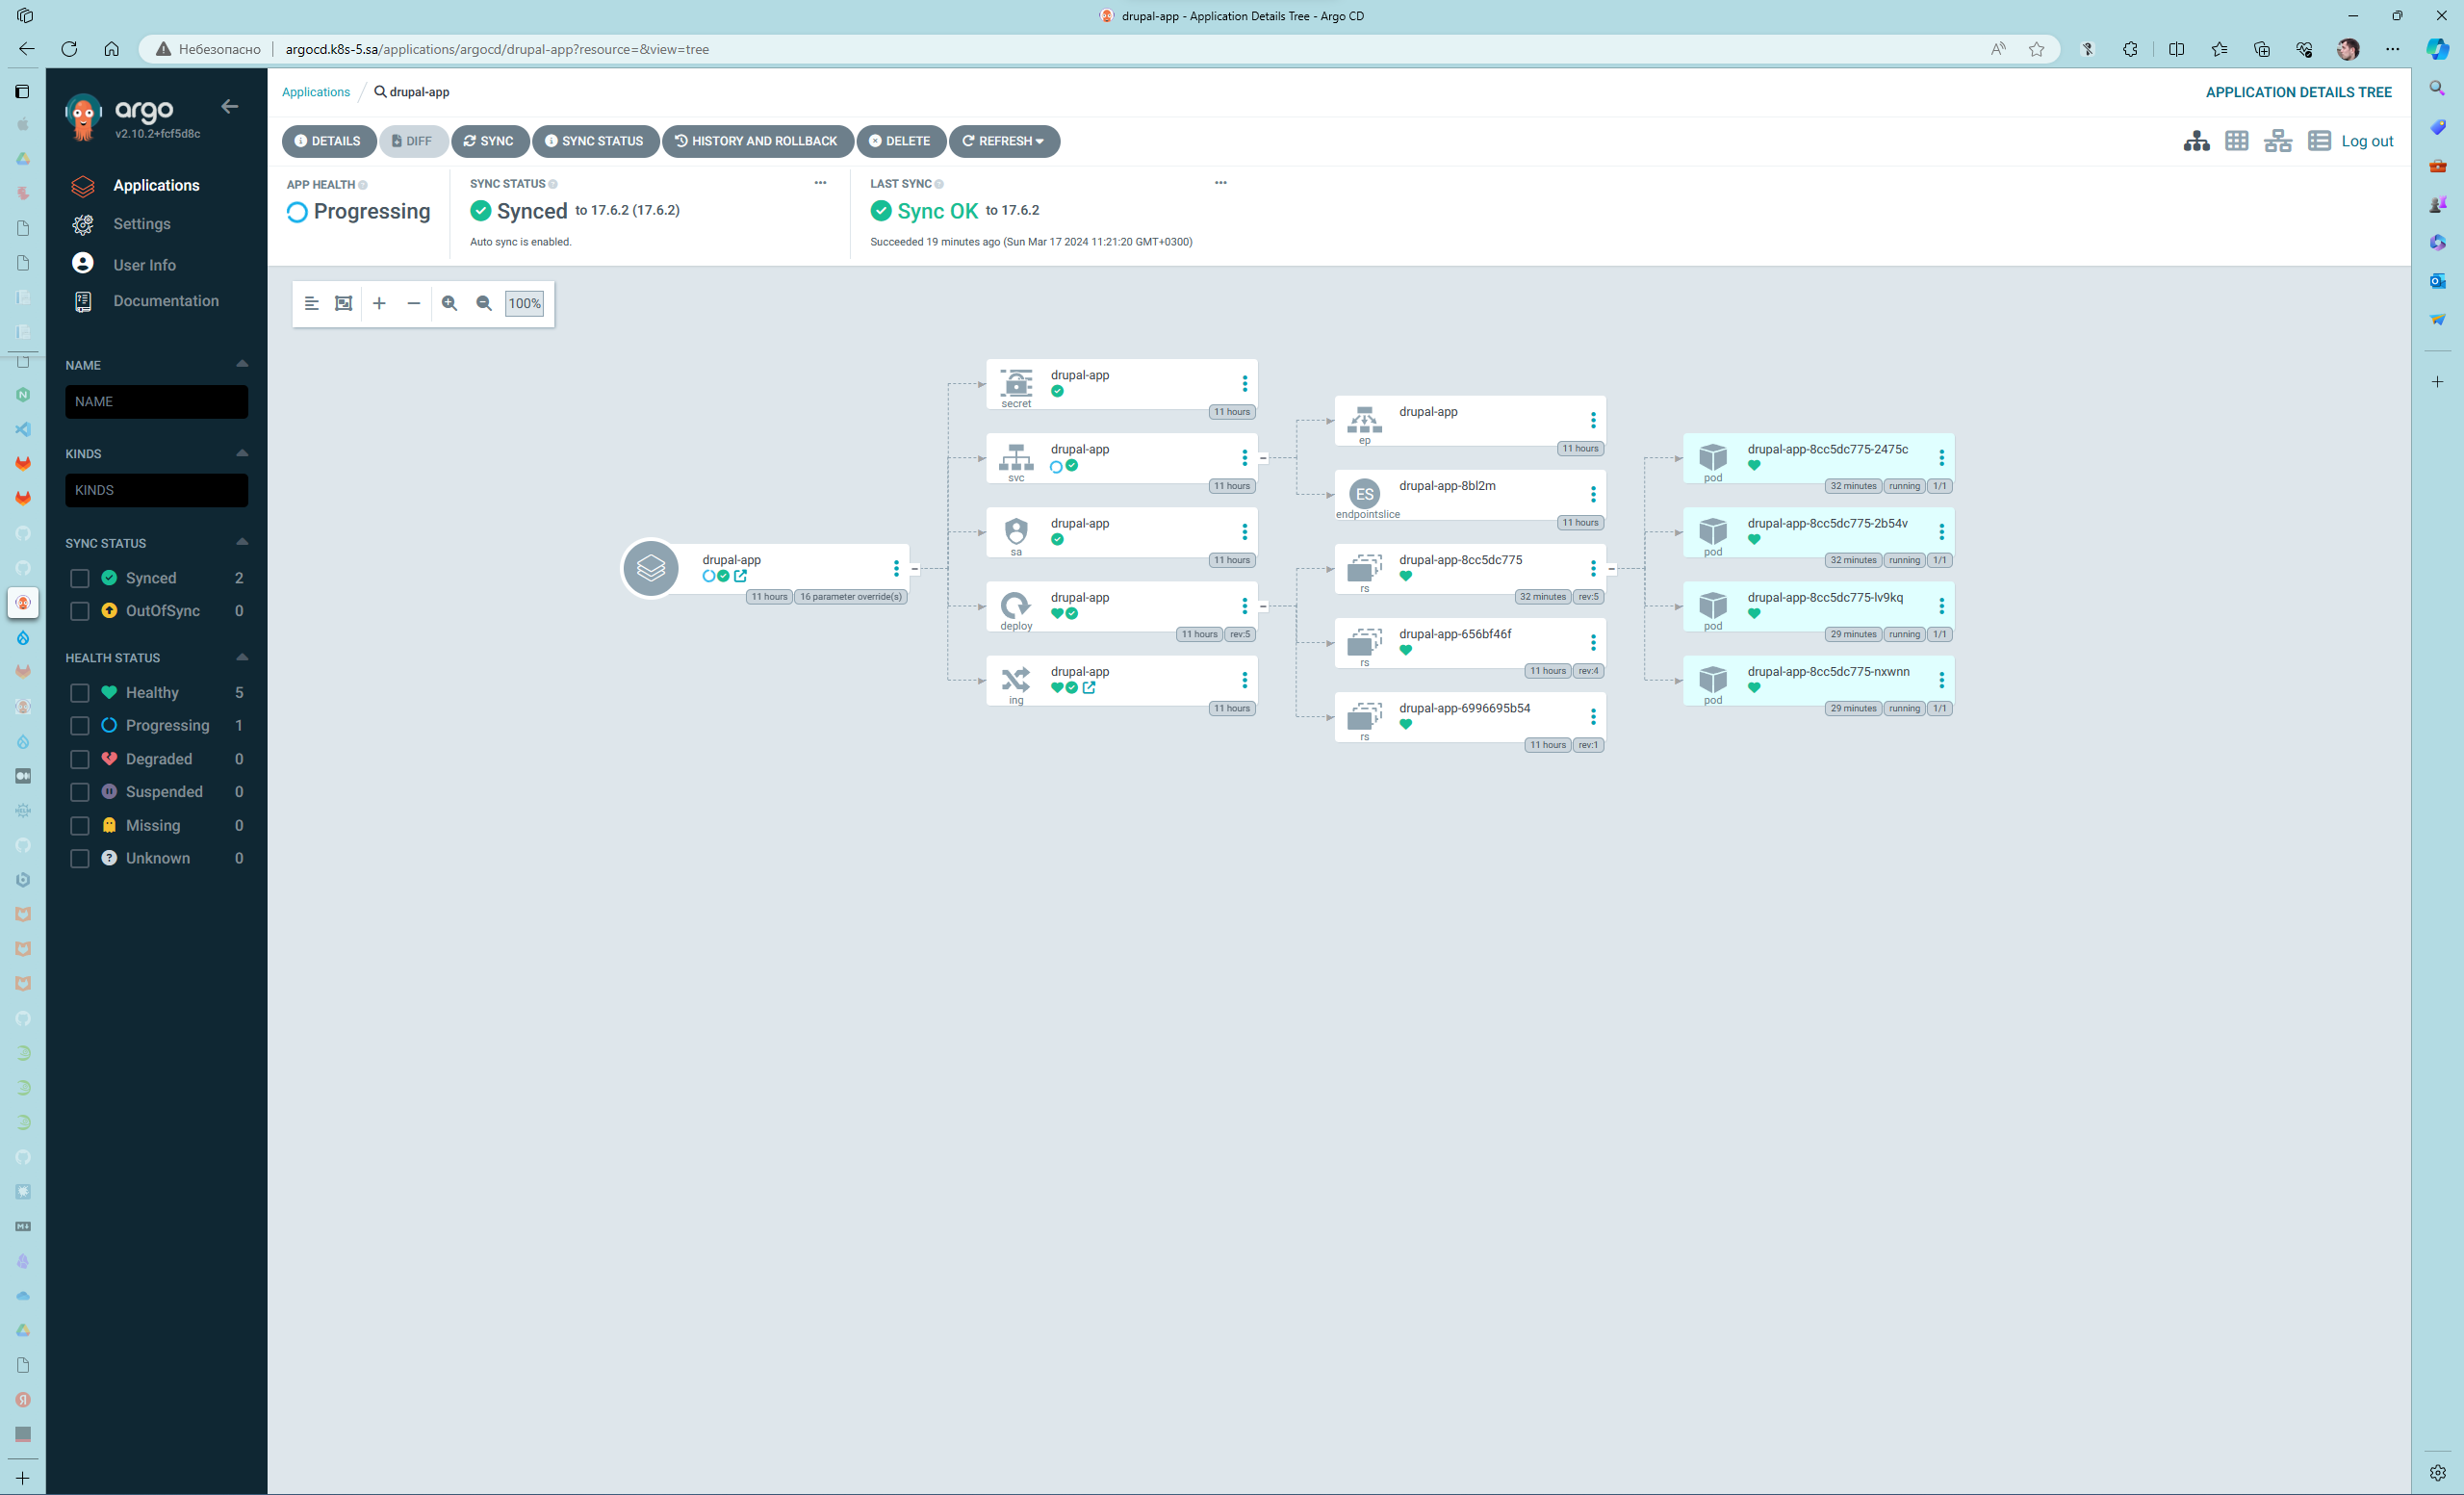 drupal-app - Application Details Tree - Argo CD
Небезопасно
argocd.k8s-5.sa/applications/argocd/drupal-app?resource=&view=tree
argo
v2.10.2+fcf5d8c
Applications
Settings
User Info
Documentation
NAME
NAME
KINDS
KINDS
SYNC STATUS
Synced 2
OutOfSync 0
HEALTH STATUS
Healthy 5
Progressing 1
Degraded 0
Suspended 0
Missing 0
Unknown 0
Applications / drupal-app
APPLICATION DETAILS TREE
DETAILS DIFF SYNC SYNC STATUS HISTORY AND ROLLBACK DELETE REFRESH
Log out
APP HEALTH
Progressing
SYNC STATUS
Synced to 17.6.2 (17.6.2)
Auto sync is enabled.
LAST SYNC
Sync OK to 17.6.2
Succeeded 19 minutes ago (Sun Mar 17 2024 11:21:20 GMT+0300)
100%
drupal-app
11 hours 16 parameter override(s)
drupal-app
secret
11 hours
drupal-app
svc
11 hours
drupal-app
sa
11 hours
drupal-app
deploy
11 hours rev:5
drupal-app
ing
11 hours
drupal-app
ep
11 hours
ES
drupal-app-8bl2m
endpointslice
11 hours
drupal-app-8cc5dc775
rs
32 minutes rev:5
drupal-app-656bf46f
rs
11 hours rev:4
drupal-app-6996695b54
rs
11 hours rev:1
drupal-app-8cc5dc775-2475c
pod
32 minutes running 1/1
drupal-app-8cc5dc775-2b54v
pod
32 minutes running 1/1
drupal-app-8cc5dc775-lv9kq
pod
29 minutes running 1/1
drupal-app-8cc5dc775-nxwnn
pod
29 minutes running 1/1